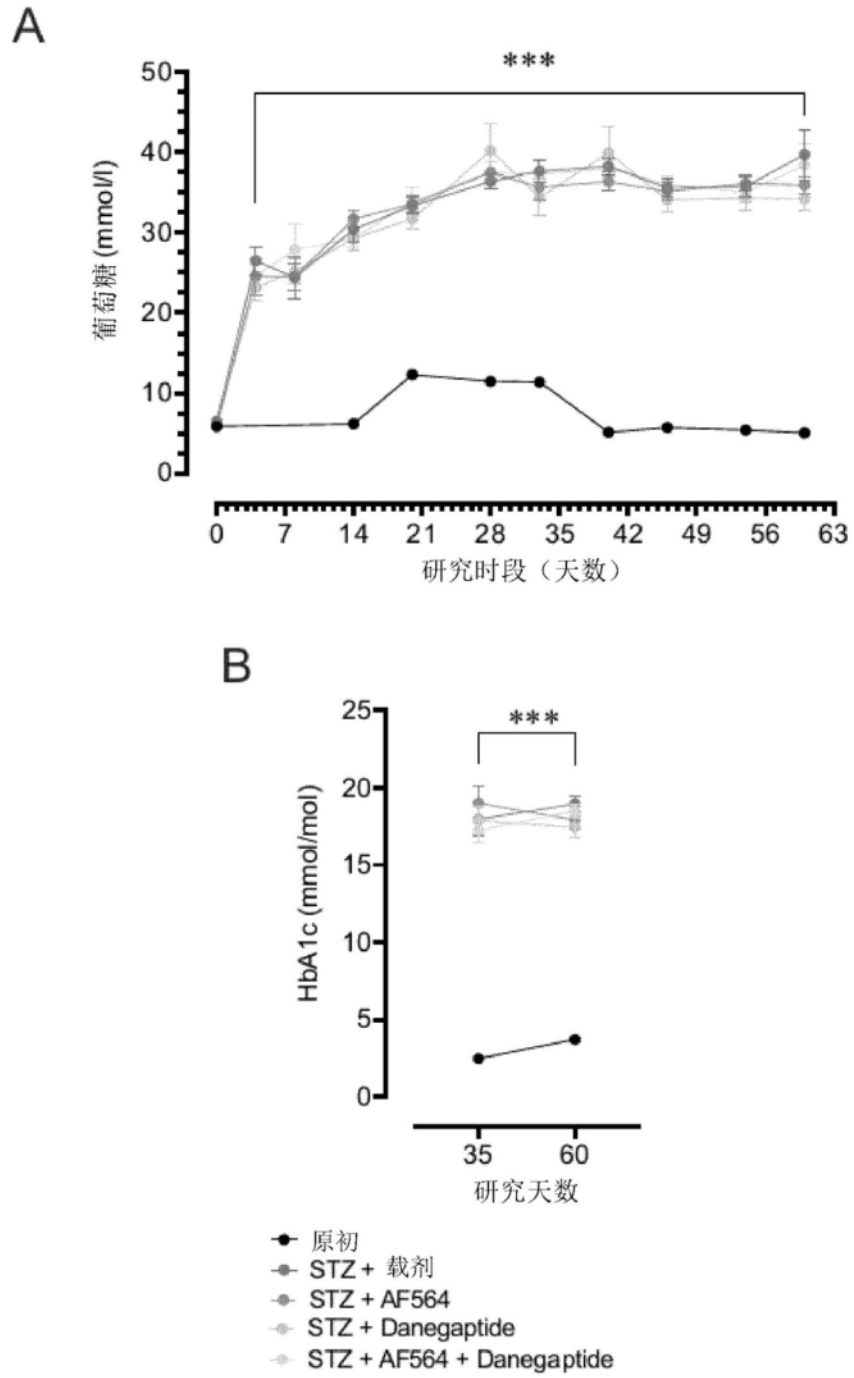 A
***
50
40
30
20
10
0
葡萄糖 (mmol/l)
0 7 14 21 28 35 42 49 56 63
研究时段（天数）
B
***
25
20
15
10
5
0
HbA1c (mmol/mol)
35 60
研究天数
原初
STZ + 载剂
STZ + AF564
STZ + Danegaptide
STZ + AF564 + Danegaptide